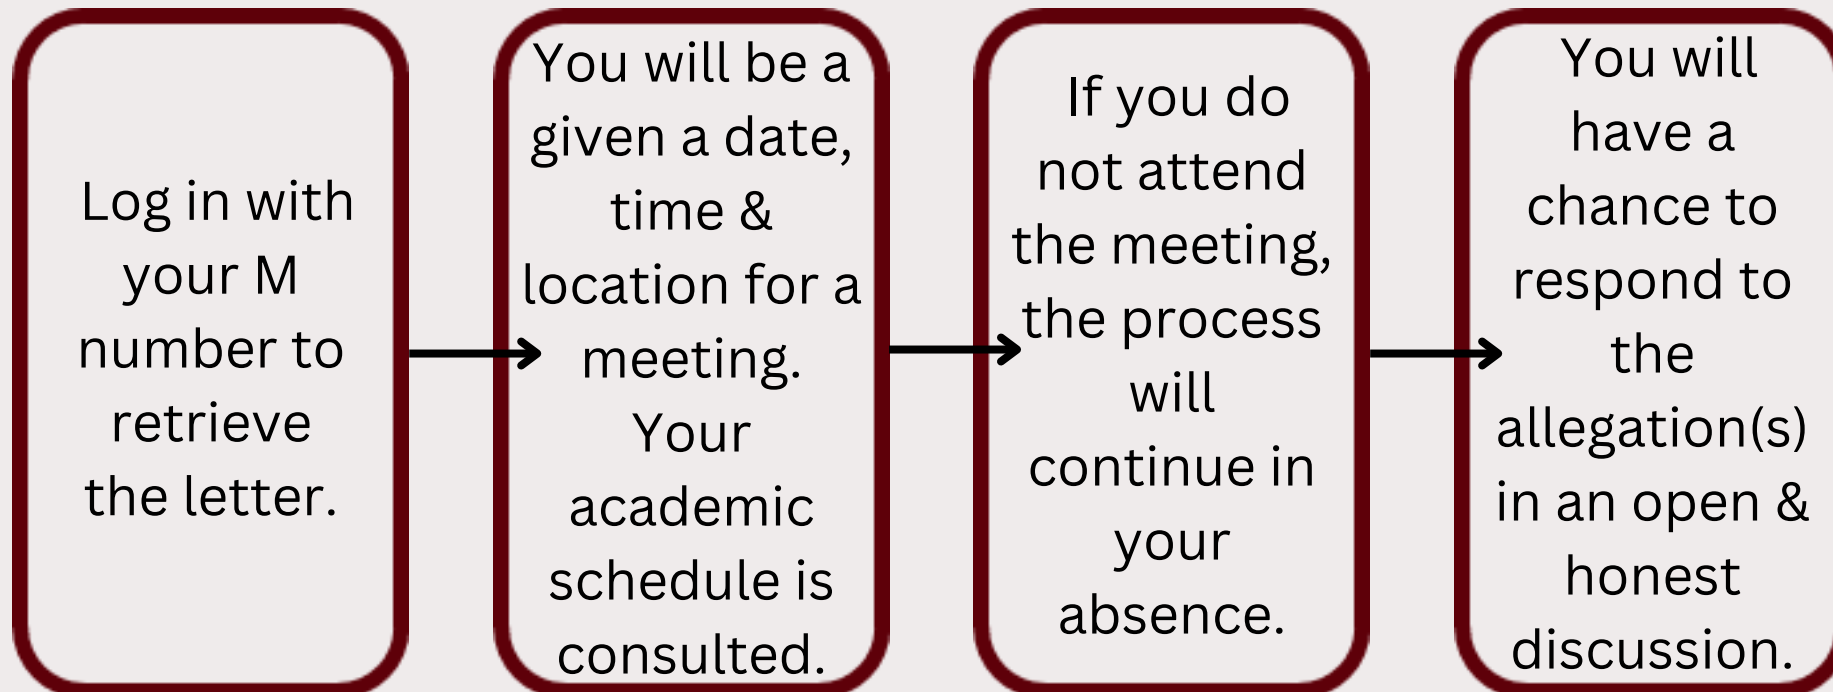 Log in with
your M
number to
retrieve
the letter.
You will be a
given a date,
time &
location for a
meeting.
Your
academic
schedule is
consulted.
If you do
not attend
the meeting,
the process
will
continue in
your
absence.
You will
have a
chance to
respond to
the
allegation(s)
in an open &
honest
discussion.